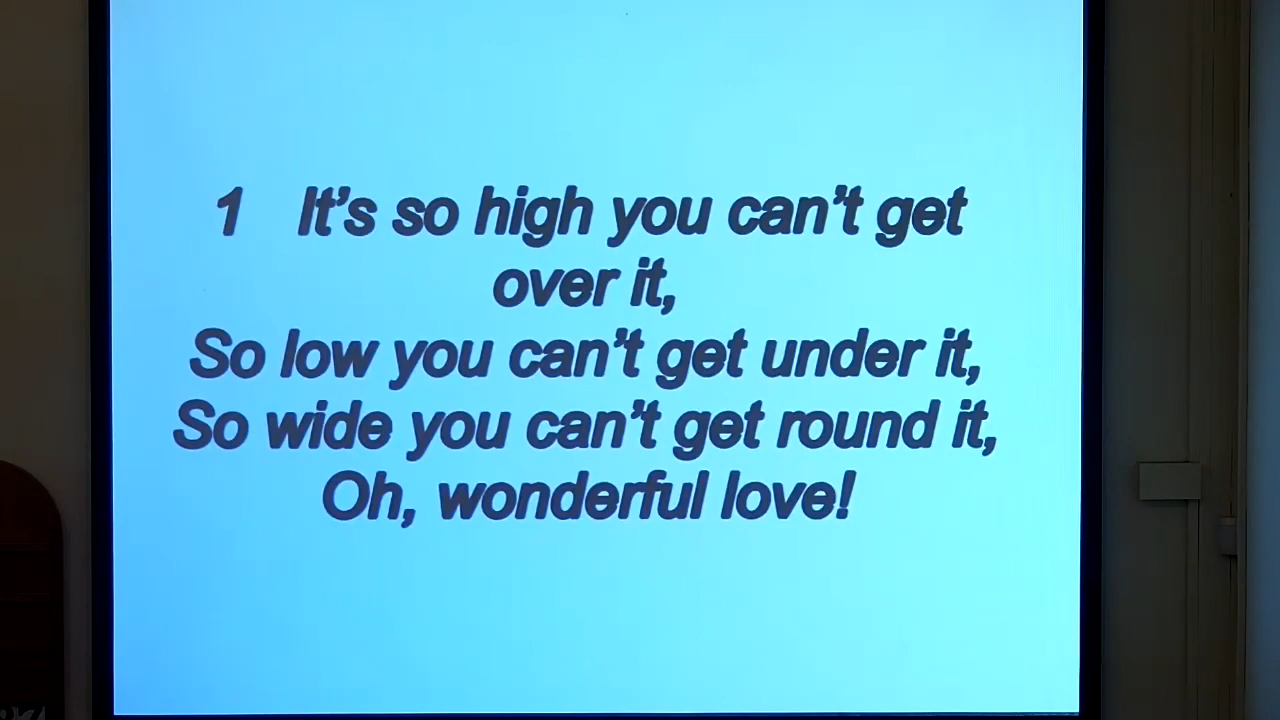 1 It's so high you can't get
over it,
So low you can't get under it,
So wide you can't get round it,
Oh, wonderful love!